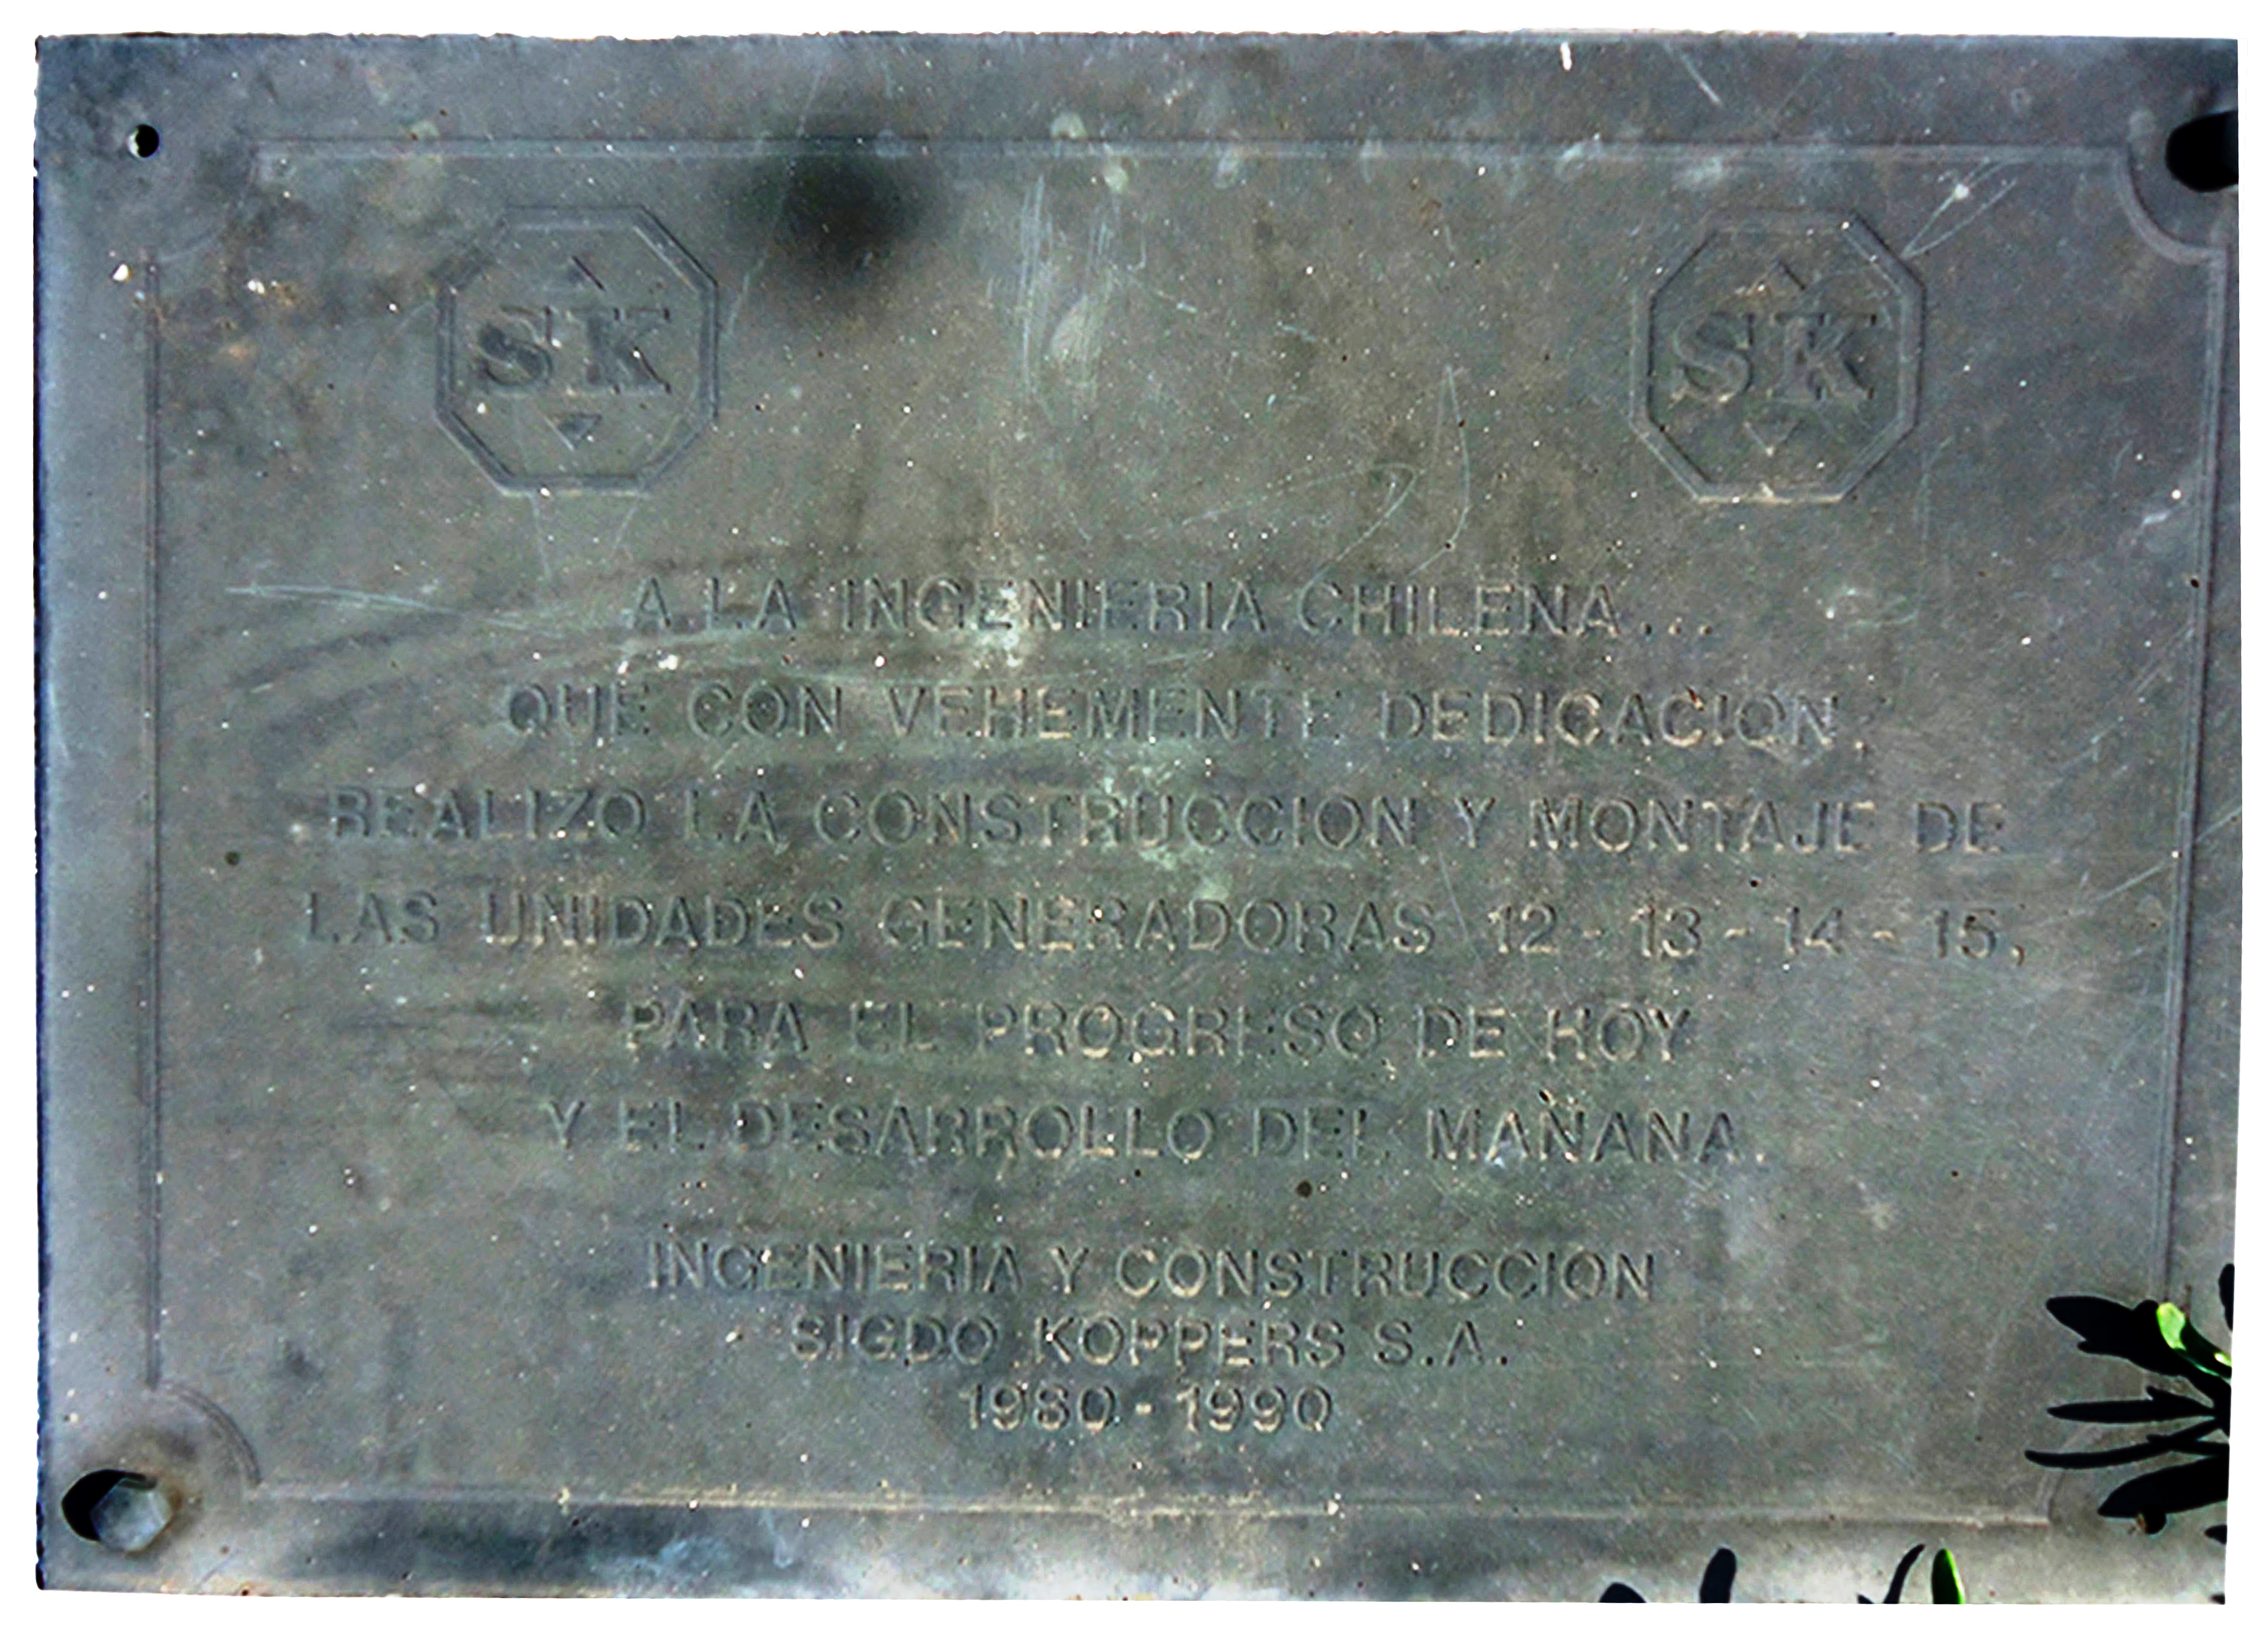 SK SK
A LA INGENIERIA CHILENA...
QUE CON VEHEMENTE DEDICACION,
REALIZO LA CONSTRUCCION Y MONTAJE DE
LAS UNIDADES GENERADORAS 12 - 13 - 14 - 15,
PARA EL PROGRESO DE HOY
Y EL DESARROLLO DEL MAÑANA.
INGENIERIA Y CONSTRUCCION
SIGDO KOPPERS S.A.
1980 - 1990